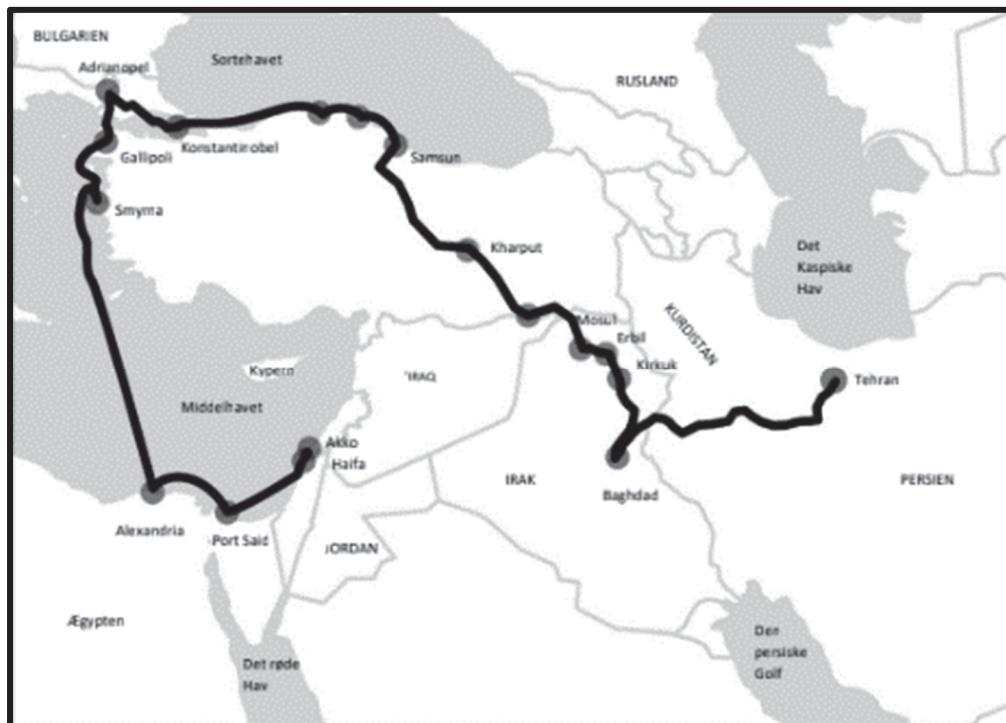 BULGARIEN
Sortehavet
Adrianopel
RUSLAND
Konstantinobel
Gallipoli
Samsun
Smyrna
Kharput
Det
Kaspiske
Hav
KURDISTAN
Mosul
Erbil
Kirkuk
Kypern
'IRAQ
Tehran
Middelhavet
Akko
Haifa
IRAK
PERSIEN
Baghdad
Alexandria
Port Said
JORDAN
Ægypten
Den
persiske
Golf
Det røde
Hav